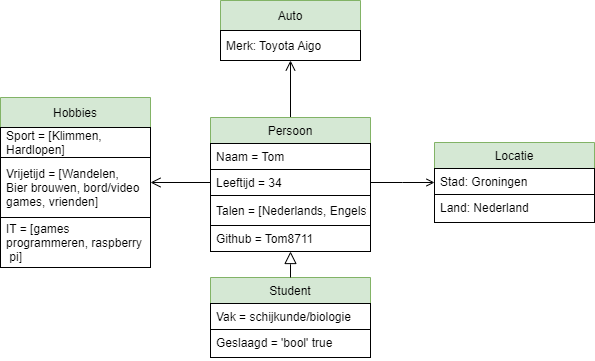 Auto
Merk: Toyota Aigo
Hobbies
Sport = [Klimmen,
Hardlopen]
Vrijetijd = [Wandelen,
Bier brouwen, bord/video
games, vrienden]
IT = [games
programmeren, raspberry
pi]
Persoon
Naam = Tom
Leeftijd = 34
Talen = [Nederlands, Engels
Github = Tom8711
Locatie
Stad: Groningen
Land: Nederland
Student
Vak = schijkunde/biologie
Geslaagd = 'bool' true